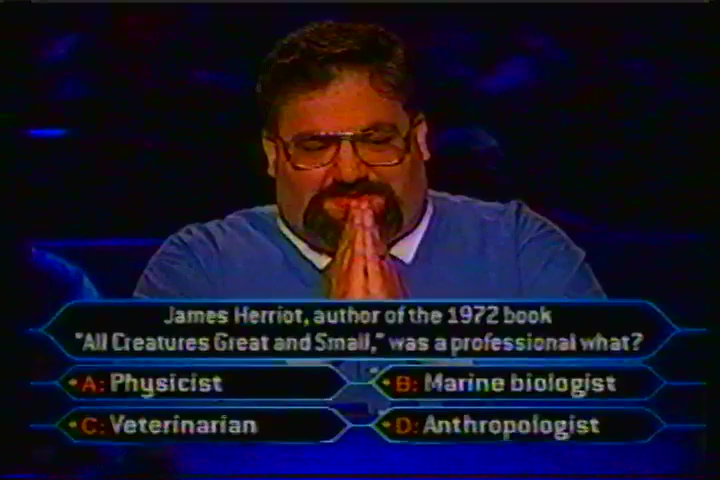 James Herriot, author of the 1972 book
"All Creatures Great and Small," was a professional what?
A: Physicist
B: Marine biologist
C: Veterinarian
D: Anthropologist